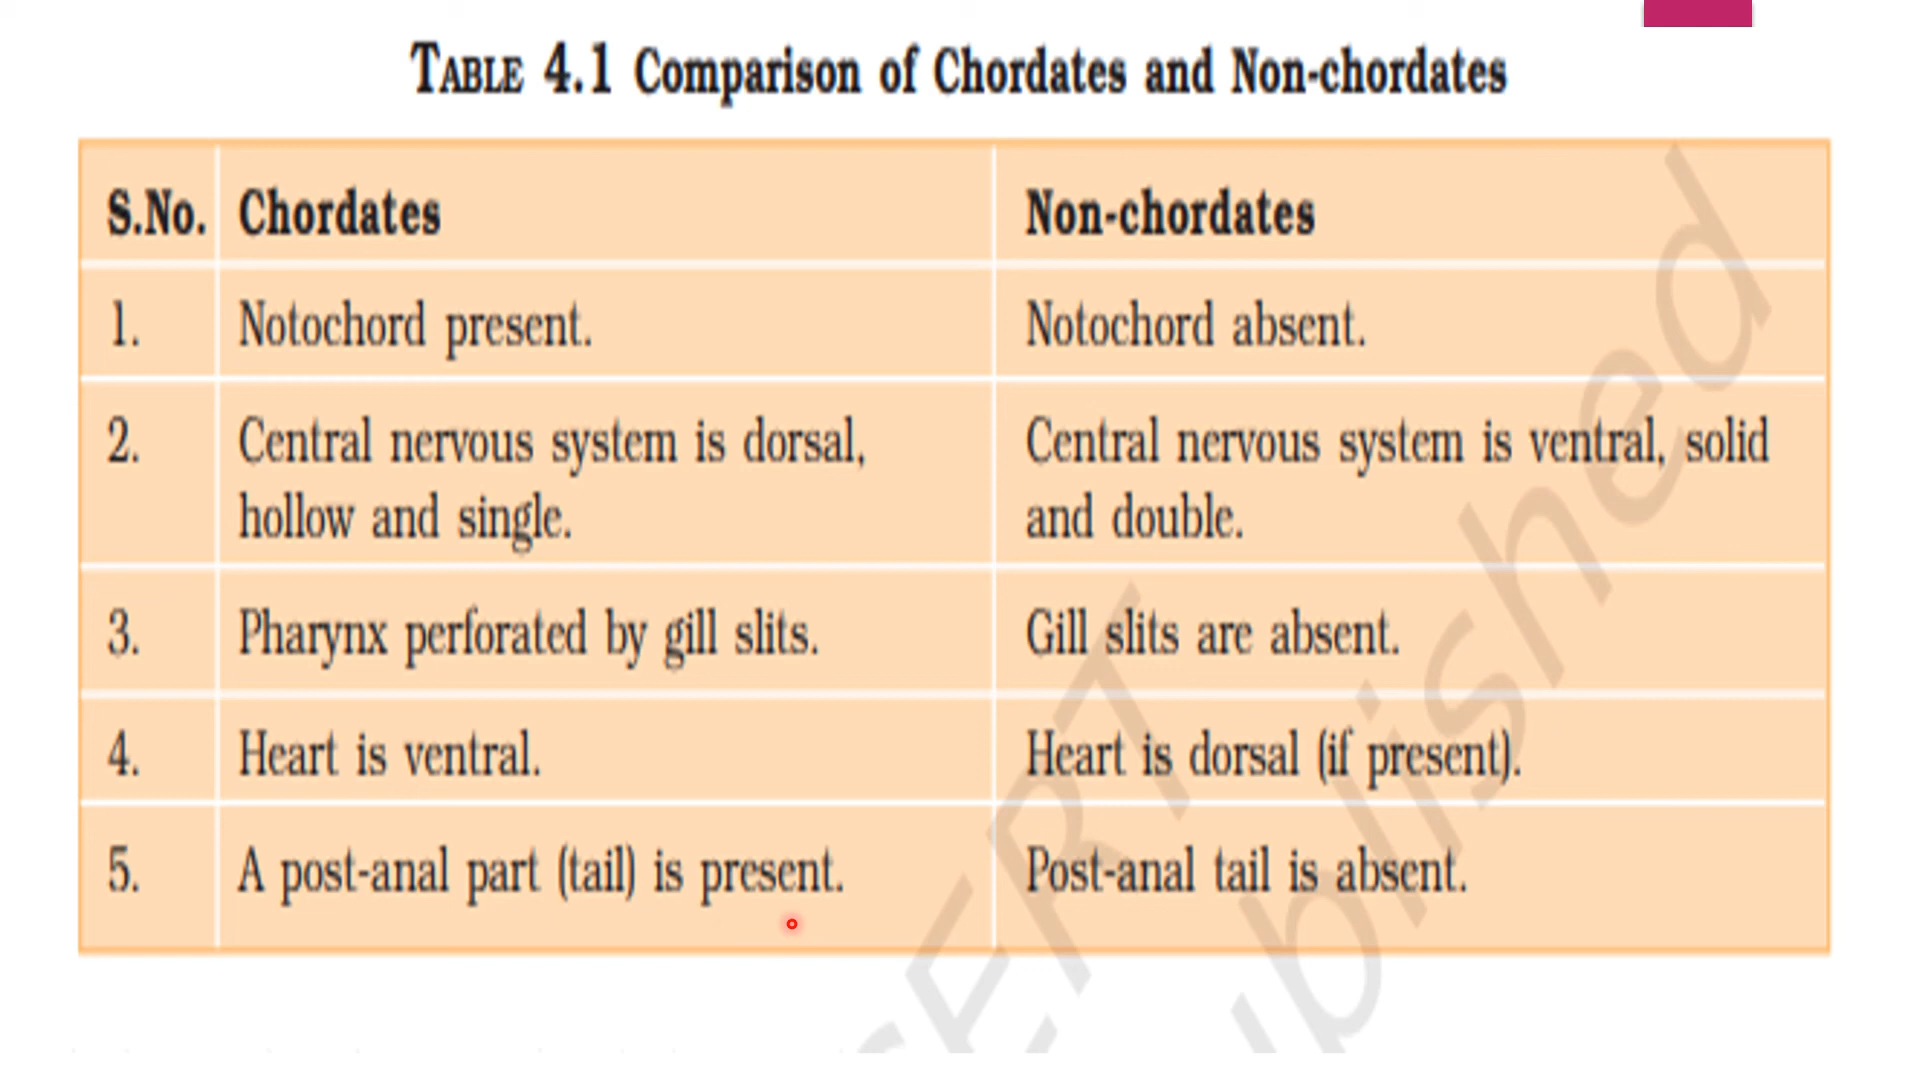 TABLE 4.1 Comparison of Chordates and Non-chordates
S.No. Chordates Non-chordates
1. Notochord present. Notochord absent.
2. Central nervous system is dorsal, Central nervous system is ventral, solid
hollow and single. and double.
3. Pharynx perforated by gill slits. Gill slits are absent.
4. Heart is ventral. Heart is dorsal (if present).
5. A post-anal part (tail) is present. Post-anal tail is absent.